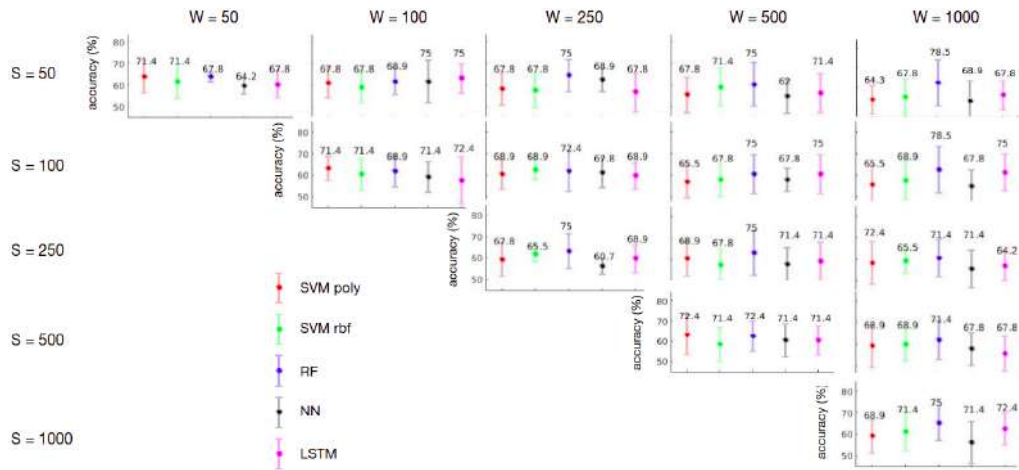 W = 50 W = 100 W = 250 W = 500 W = 1000
S = 50
accuracy (%)
80
70
60
50
71.4 71.4 67.8 64.2 67.8
67.8 67.8 68.9 75 75
67.8 67.8 75 68.9 67.8
67.8 71.4 75 62 71.4
64.3 67.8 78.5 68.9 67.8
S = 100
accuracy (%)
80
70
60
50
71.4 71.4 68.9 71.4 72.4
68.9 68.9 72.4 67.8 68.9
65.5 67.8 75 67.8 75
65.5 68.9 78.5 67.8 75
S = 250
accuracy (%)
80
70
60
50
67.8 65.5 75 60.7 68.9
68.9 67.8 75 71.4 71.4
72.4 65.5 71.4 71.4 64.2
S = 500
accuracy (%)
80
70
60
50
72.4 71.4 72.4 71.4 71.4
68.9 68.9 71.4 67.8 67.8
S = 1000
accuracy (%)
80
70
60
50
68.9 71.4 75 71.4 72.4
SVM poly
SVM rbf
RF
NN
LSTM